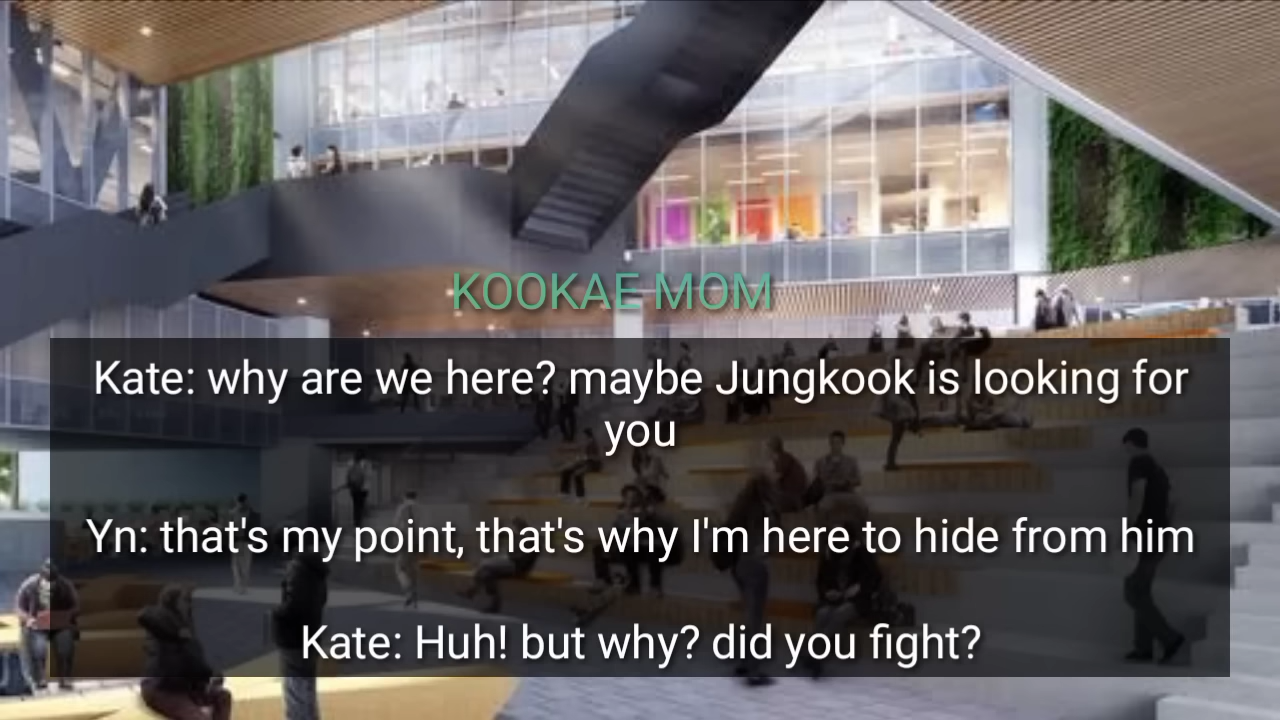 KOOKAE MOM
Kate: why are we here? maybe Jungkook is looking for
you
Yn: that's my point, that's why I'm here to hide from him
Kate: Huh! but why? did you fight?